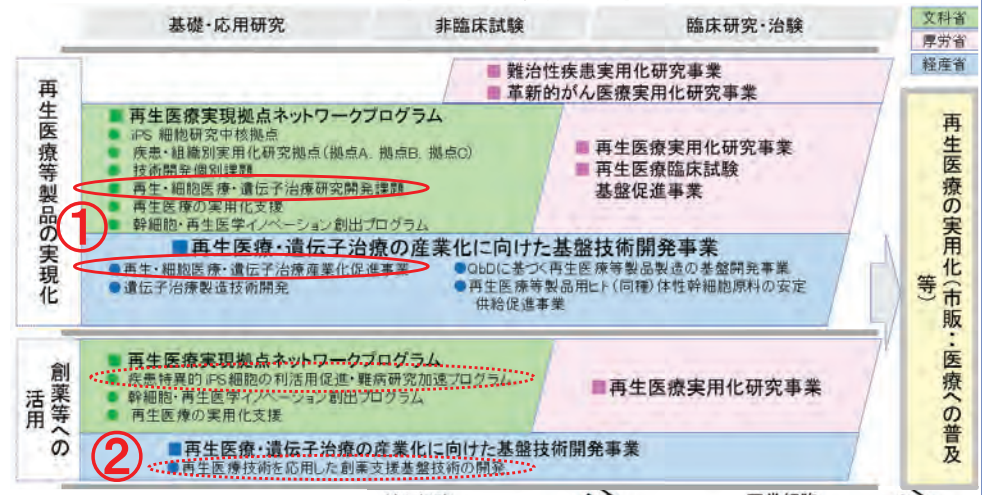 基礎・応用研究
非臨床試験
臨床研究・治験
文科省
厚労省
経産省
再生医療等製品の実現化
■ 難治性疾患実用化研究事業
■ 革新的がん医療実用化研究事業
■ 再生医療実現拠点ネットワークプログラム
● iPS 細胞研究中核拠点
● 疾患・組織別実用化研究拠点(拠点A, 拠点B, 拠点C)
● 技術開発個別課題
● 再生・細胞医療・遺伝子治療研究開発課題
● 再生医療の実用化支援
● 幹細胞・再生医学イノベーション創出プログラム
■ 再生医療実用化研究事業
■ 再生医療臨床試験
基盤促進事業
①
■再生医療・遺伝子治療の産業化に向けた基盤技術開発事業
●再生・細胞医療・遺伝子治療産業化促進事業
●遺伝子治療製造技術開発
●QbDに基づく再生医療等製品製造の基盤開発事業
●再生医療等製品用ヒト(同種)体性幹細胞原料の安定
供給促進事業
再生医療の実用化(市販・医療への普及
等)
創薬等への
活用
■ 再生医療実現拠点ネットワークプログラム
● 疾患特異的iPS細胞の利活用促進・難病研究加速プログラム
● 幹細胞・再生医学イノベーション創出プログラム
● 再生医療の実用化支援
■再生医療実用化研究事業
②
■再生医療・遺伝子治療の産業化に向けた基盤技術開発事業
●再生医療技術を応用した創薬支援基盤技術の開発